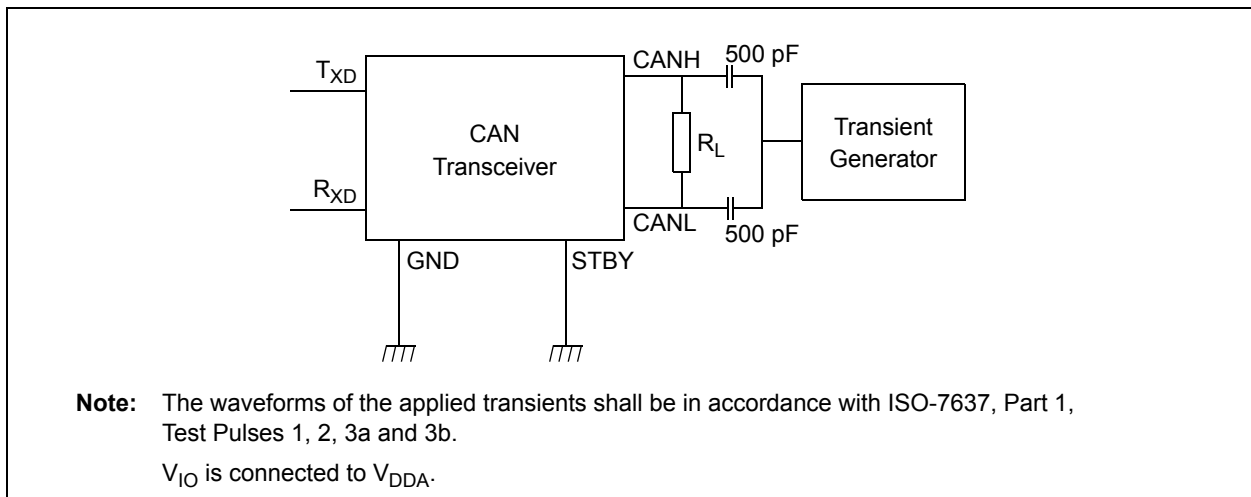 CANH
500 pF
TXD
CAN
Transceiver
RL
Transient
Generator
RXD
CANL
500 pF
GND
STBY
Note: The waveforms of the applied transients shall be in accordance with ISO-7637, Part 1,
Test Pulses 1, 2, 3a and 3b.
VIO is connected to VDDA.